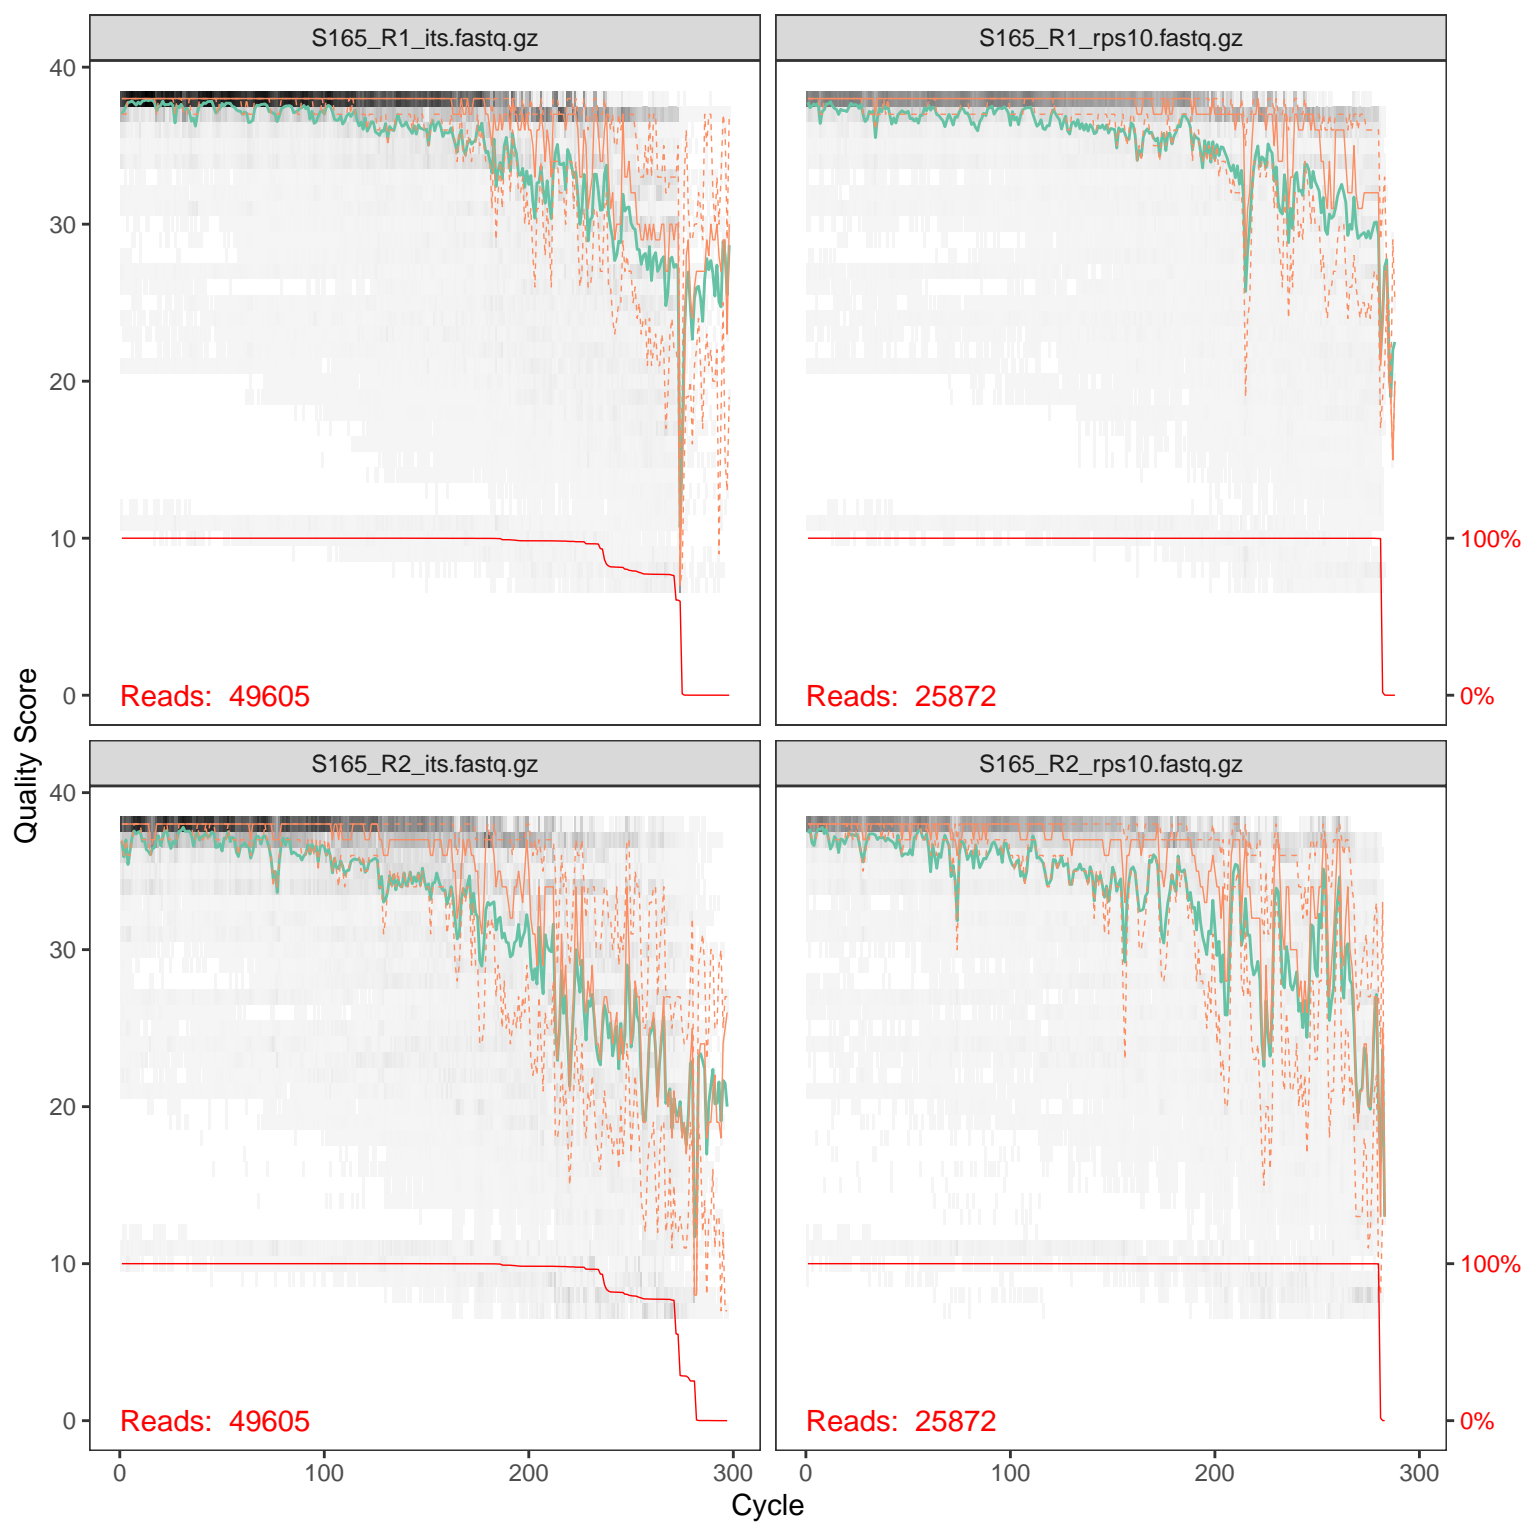 S165_R1_its.fastq.gz
S165_R1_rps10.fastq.gz
40
30
20
10
0
Reads: 49605
Reads: 25872
100%
0%
Quality Score
S165_R2_its.fastq.gz
S165_R2_rps10.fastq.gz
40
30
20
10
0
Reads: 49605
Reads: 25872
100%
0%
0 100 200 300
0 100 200 300
Cycle